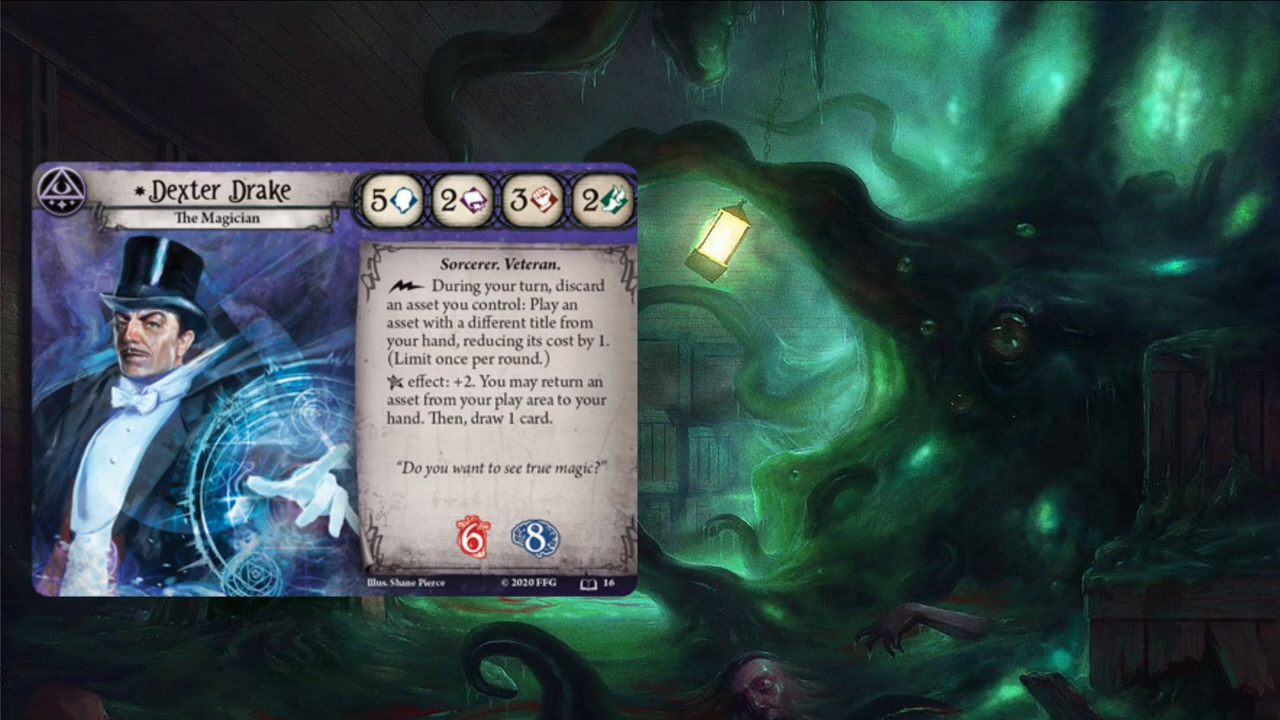 Dexter Drake
The Magician
5 2 3 2
Sorcerer. Veteran.
During your turn, discard
an asset you control: Play an
asset with a different title from
your hand, reducing its cost by 1.
(Limit once per round.)
effect: +2. You may return an
asset from your play area to your
hand. Then, draw 1 card.
"Do you want to see true magic?"
6 8
Illus. Shane Pierce © 2020 FFG 16